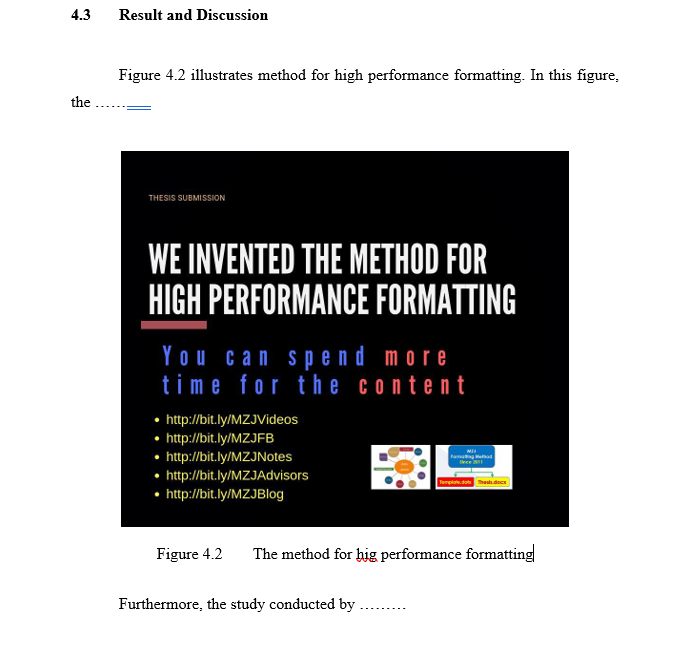 4.3 Result and Discussion
Figure 4.2 illustrates method for high performance formatting. In this figure,
the ……
THESIS SUBMISSION
WE INVENTED THE METHOD FOR
HIGH PERFORMANCE FORMATTING
You can spend more
time for the content
• http://bit.ly/MZJVideos
• http://bit.ly/MZJFB
• http://bit.ly/MZJNotes
• http://bit.ly/MZJAdvisors
• http://bit.ly/MZJBlog
MZJ
Formatting Method
Since 2011
Template.dotx Thesis.docx
Figure 4.2 The method for hig performance formatting
Furthermore, the study conducted by ………